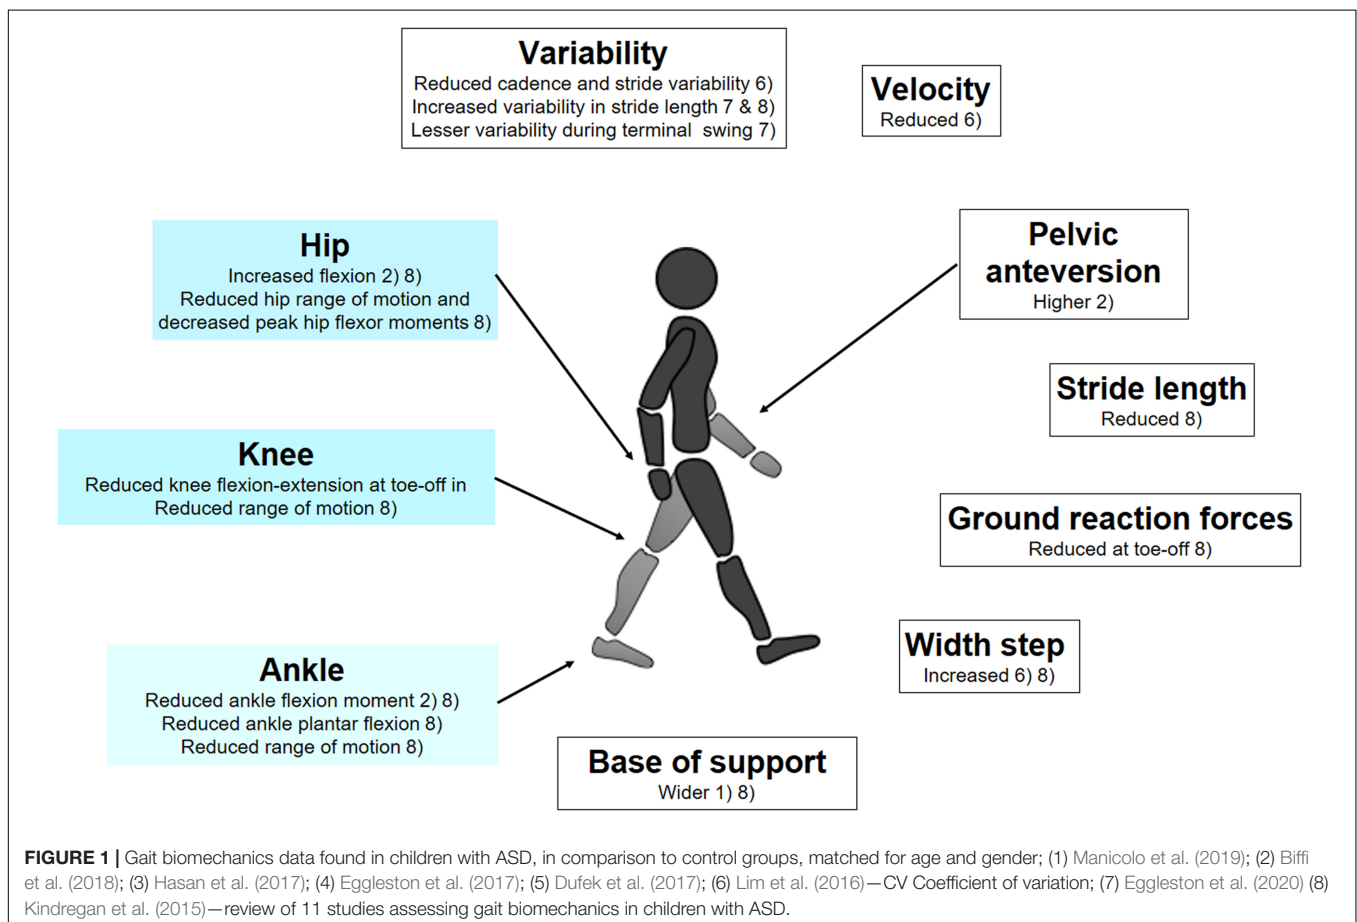 Variability
Reduced cadence and stride variability 6)
Increased variability in stride length 7 & 8)
Lesser variability during terminal swing 7)
Velocity
Reduced 6)
Hip
Increased flexion 2) 8)
Reduced hip range of motion and
decreased peak hip flexor moments 8)
Pelvic
anteversion
Higher 2)
Stride length
Reduced 8)
Knee
Reduced knee flexion-extension at toe-off in
Reduced range of motion 8)
Ground reaction forces
Reduced at toe-off 8)
Width step
Increased 6) 8)
Ankle
Reduced ankle flexion moment 2) 8)
Reduced ankle plantar flexion 8)
Reduced range of motion 8)
Base of support
Wider 1) 8)
FIGURE 1 | Gait biomechanics data found in children with ASD, in comparison to control groups, matched for age and gender; (1) Manicolo et al. (2019); (2) Biffi
et al. (2018); (3) Hasan et al. (2017); (4) Eggleston et al. (2017); (5) Dufek et al. (2017); (6) Lim et al. (2016)—CV Coefficient of variation; (7) Eggleston et al. (2020) (8)
Kindregan et al. (2015)—review of 11 studies assessing gait biomechanics in children with ASD.